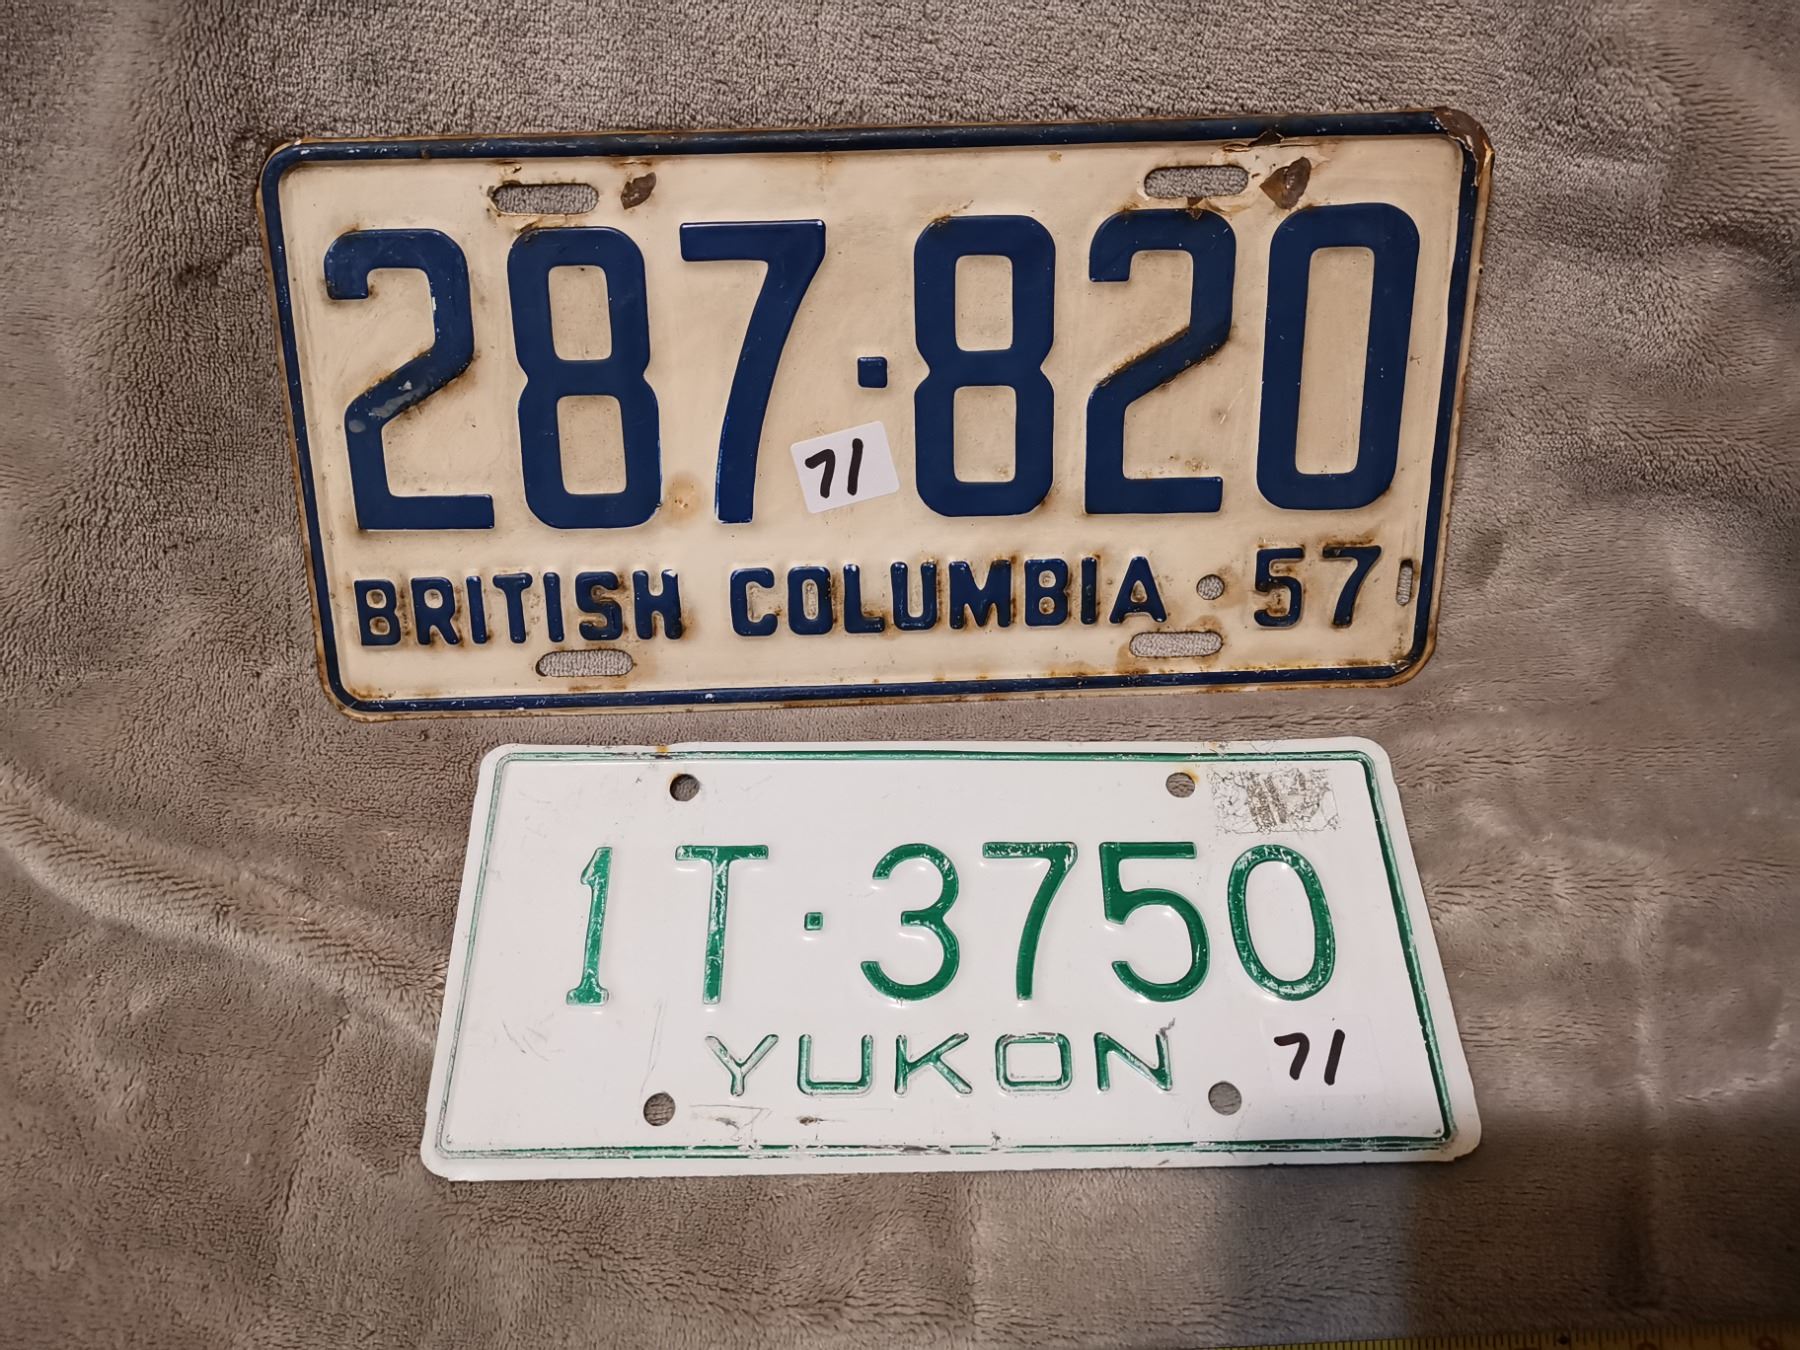 287·820
71
BRITISH COLUMBIA 57
1T·3750
YUKON
71